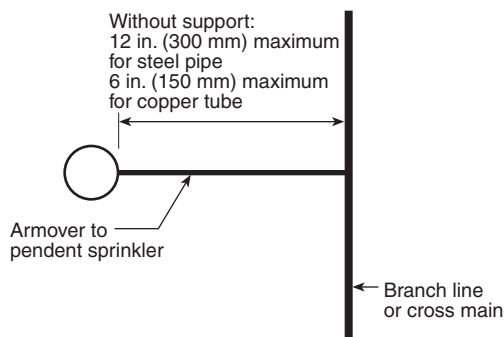 Without support:
12 in. (300 mm) maximum
for steel pipe
6 in. (150 mm) maximum
for copper tube
Armover to
pendent sprinkler
Branch line
or cross main